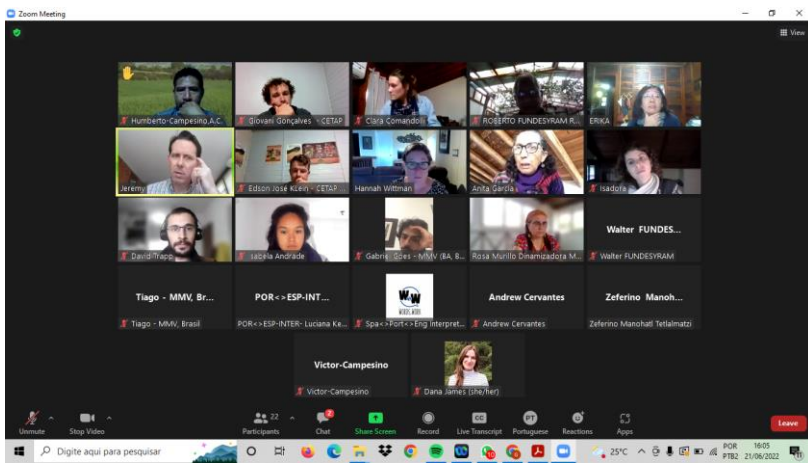 Zoom Meeting
View
Humberto-Campesino,A.C.
Giovani Gonçalves - CETAP
Clara Comandolli
ROBERTO FUNDESYRAM R...
ERIKA
Jeremy
Edson José KLein - CETAP ...
Hannah Wittman
Anita García
Isadora
David Trapp
Isabela Andrade
Gabriel Goes - MMV (BA, B...
Rosa Murillo Dinamizadora M...
Walter FUNDES...
Walter FUNDESYRAM
Tiago - MMV, Br...
POR<>ESP-INT...
Andrew Cervantes
Zeferino Manoh...
Tiago - MMV, Brasil
POR<>ESP-INTER- Luciana Ke...
Spa<>Port<>Eng Interpret...
Andrew Cervantes
Zeferino Manohatl Tetlalmatzi
Victor-Campesino
Victor-Campesino
Dana James (she/her)
Unmute
Stop Video
Participants
22
Chat
2
Share Screen
Record
CC
Live Transcript
PT
Portuguese
Reactions
Apps
Leave
Digite aqui para pesquisar
25°C
POR
PTB2
16:05
21/06/2022